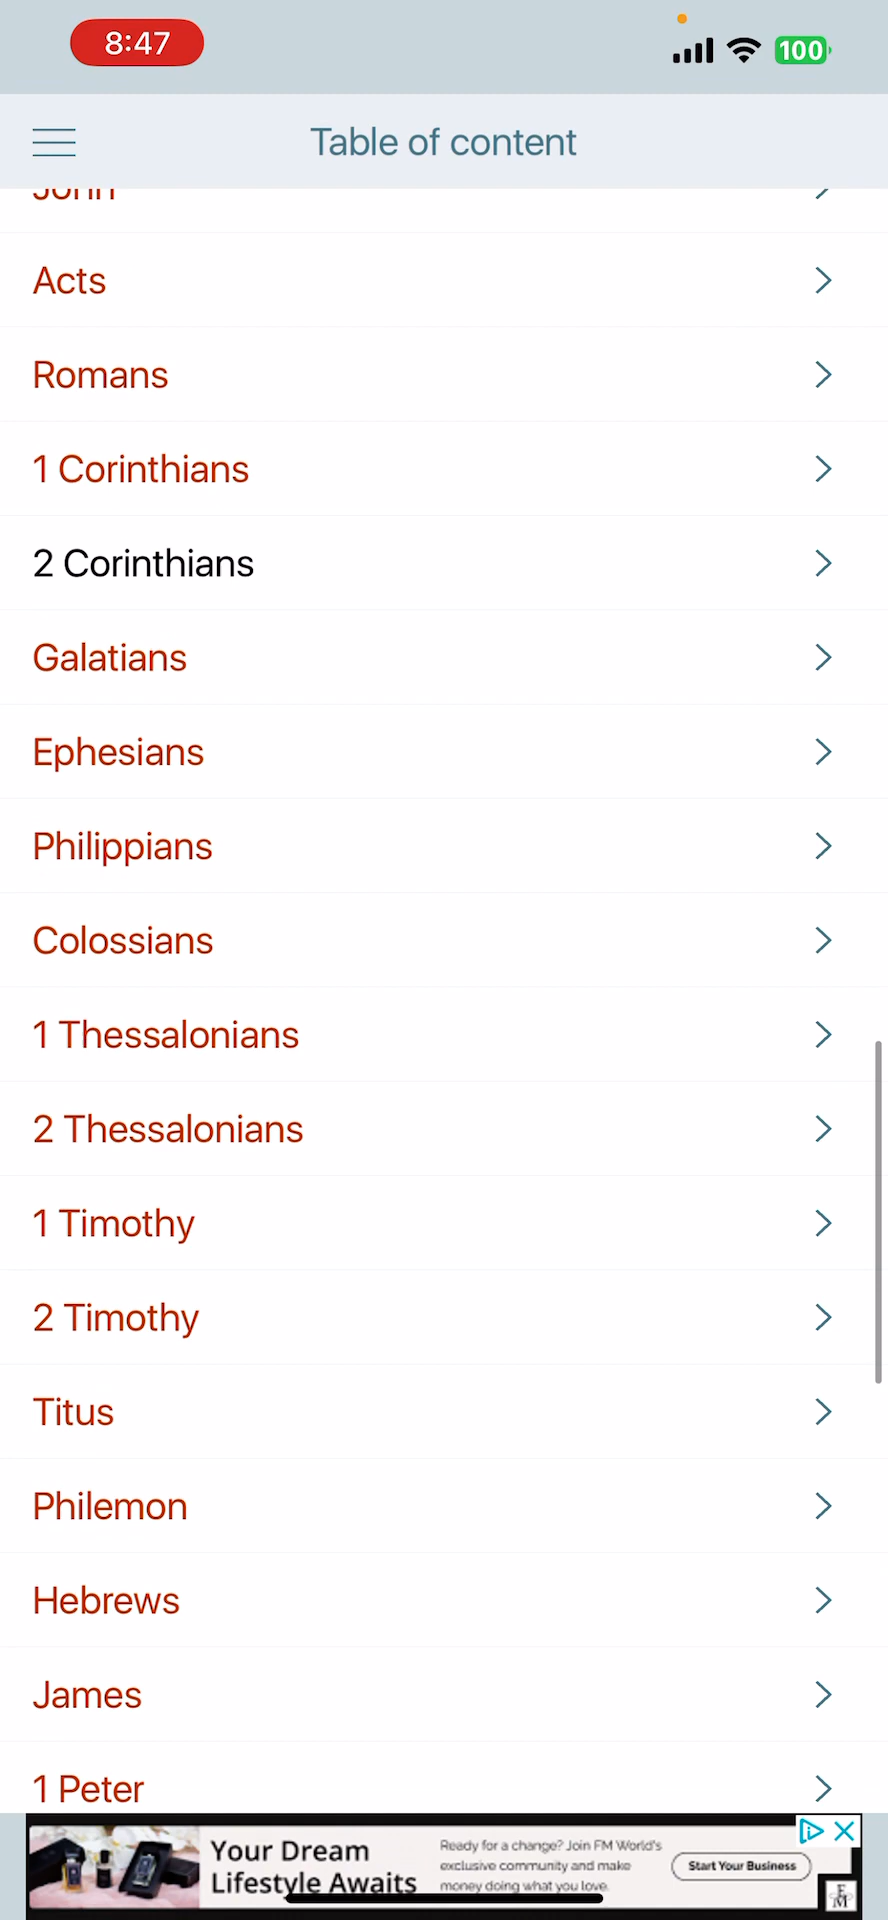 8:47
100
Table of content
John
Acts
Romans
1 Corinthians
2 Corinthians
Galatians
Ephesians
Philippians
Colossians
1 Thessalonians
2 Thessalonians
1 Timothy
2 Timothy
Titus
Philemon
Hebrews
James
1 Peter
Your Dream
Lifestyle Awaits
Ready for a change? Join FM World's
exclusive community and make
money doing what you love.
Start Your Business
FM